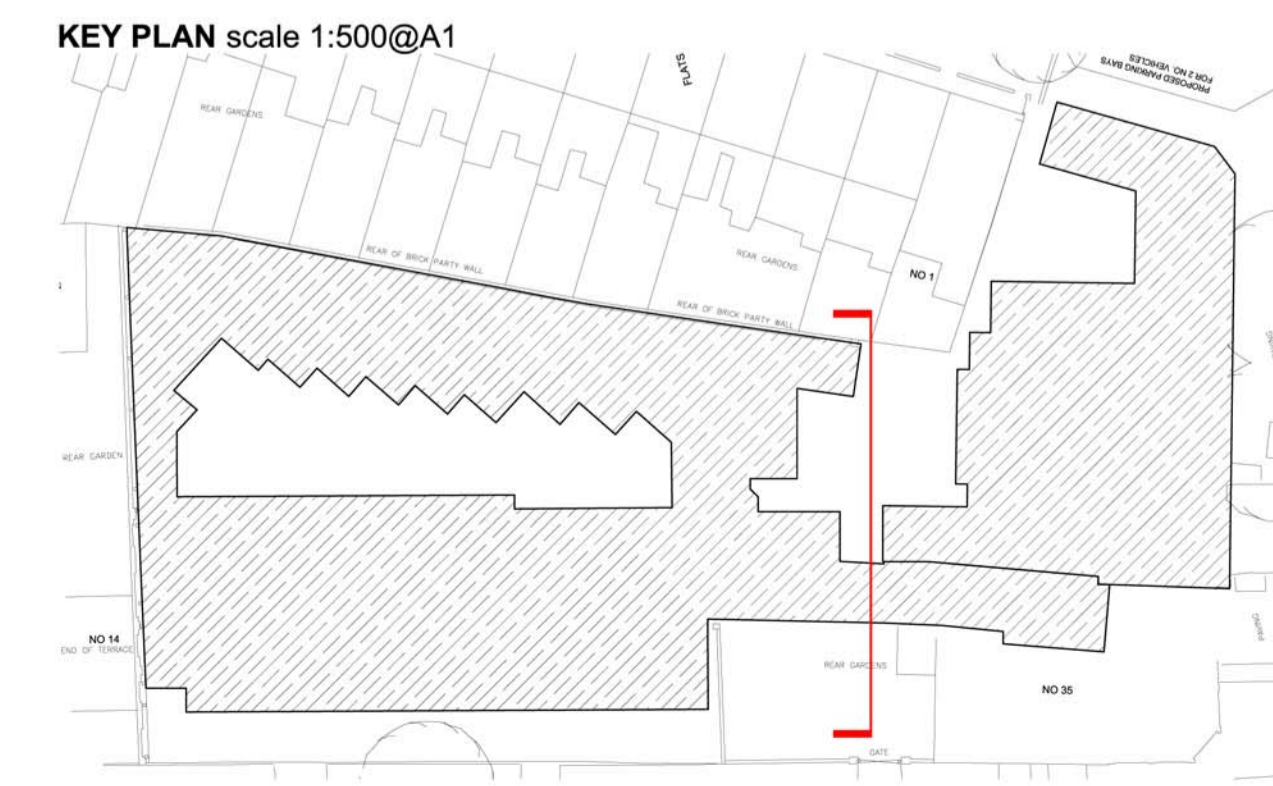 KEY PLAN scale 1:500@A1
FLATS
PROPOSED PARKING BAYS
FOR 2 NO. VEHICLES
REAR GARDENS
REAR OF BRICK PARTY WALL
REAR GARDENS
NO 1
REAR OF BRICK PARTY WALL
REAR GARDEN
NO 14
END OF TERRACE
REAR GARDENS
NO 35
GATE
PAVING